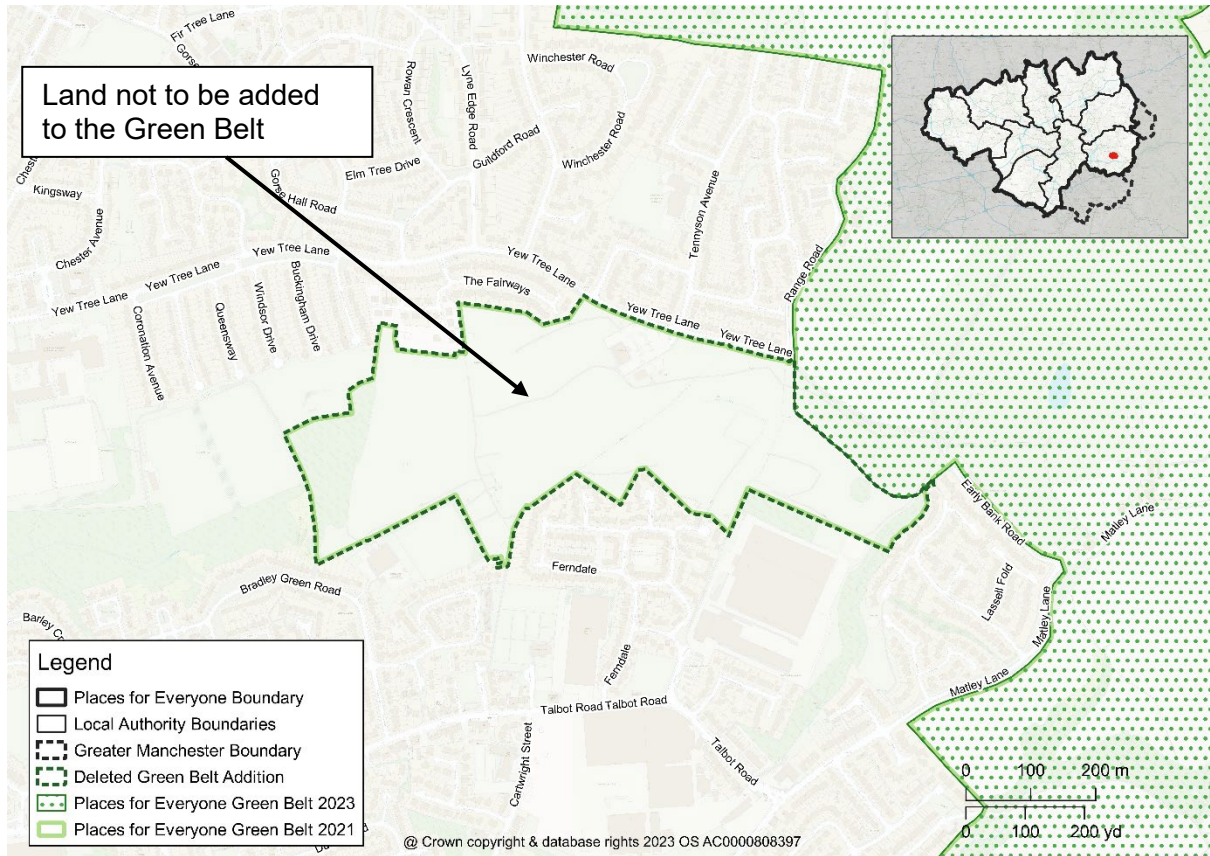 Fir Tree Lane
Gorse
Winchester Road
Land not to be added
to the Green Belt
Rowan Crescent
Lyne Edge Road
Guildford Road
Winchester Road
Elm Tree Drive
Kingsway
Gorse Hall Road
Chester Avenue
Tennyson Avenue
Yew Tree Lane
Yew Tree Lane
Yew Tree Lane
Yew Tree Lane
The Fairways
Range Road
Coronation Avenue
Queensway
Windsor Drive
Buckingham Drive
Yew Tree Lane
Yew Tree Lane
Early Bank Road
Matley Lane
Ferndale
Bradley Green Road
Lassell Fold
Matley Lane
Matley Lane
Ferndale
Talbot Road
Talbot Road
Cartwright Street
Talbot Road
Legend
Places for Everyone Boundary
Local Authority Boundaries
Greater Manchester Boundary
Deleted Green Belt Addition
Places for Everyone Green Belt 2023
Places for Everyone Green Belt 2021
0 100 200 m
0 100 200 yd
@ Crown copyright & database rights 2023 OS AC0000808397